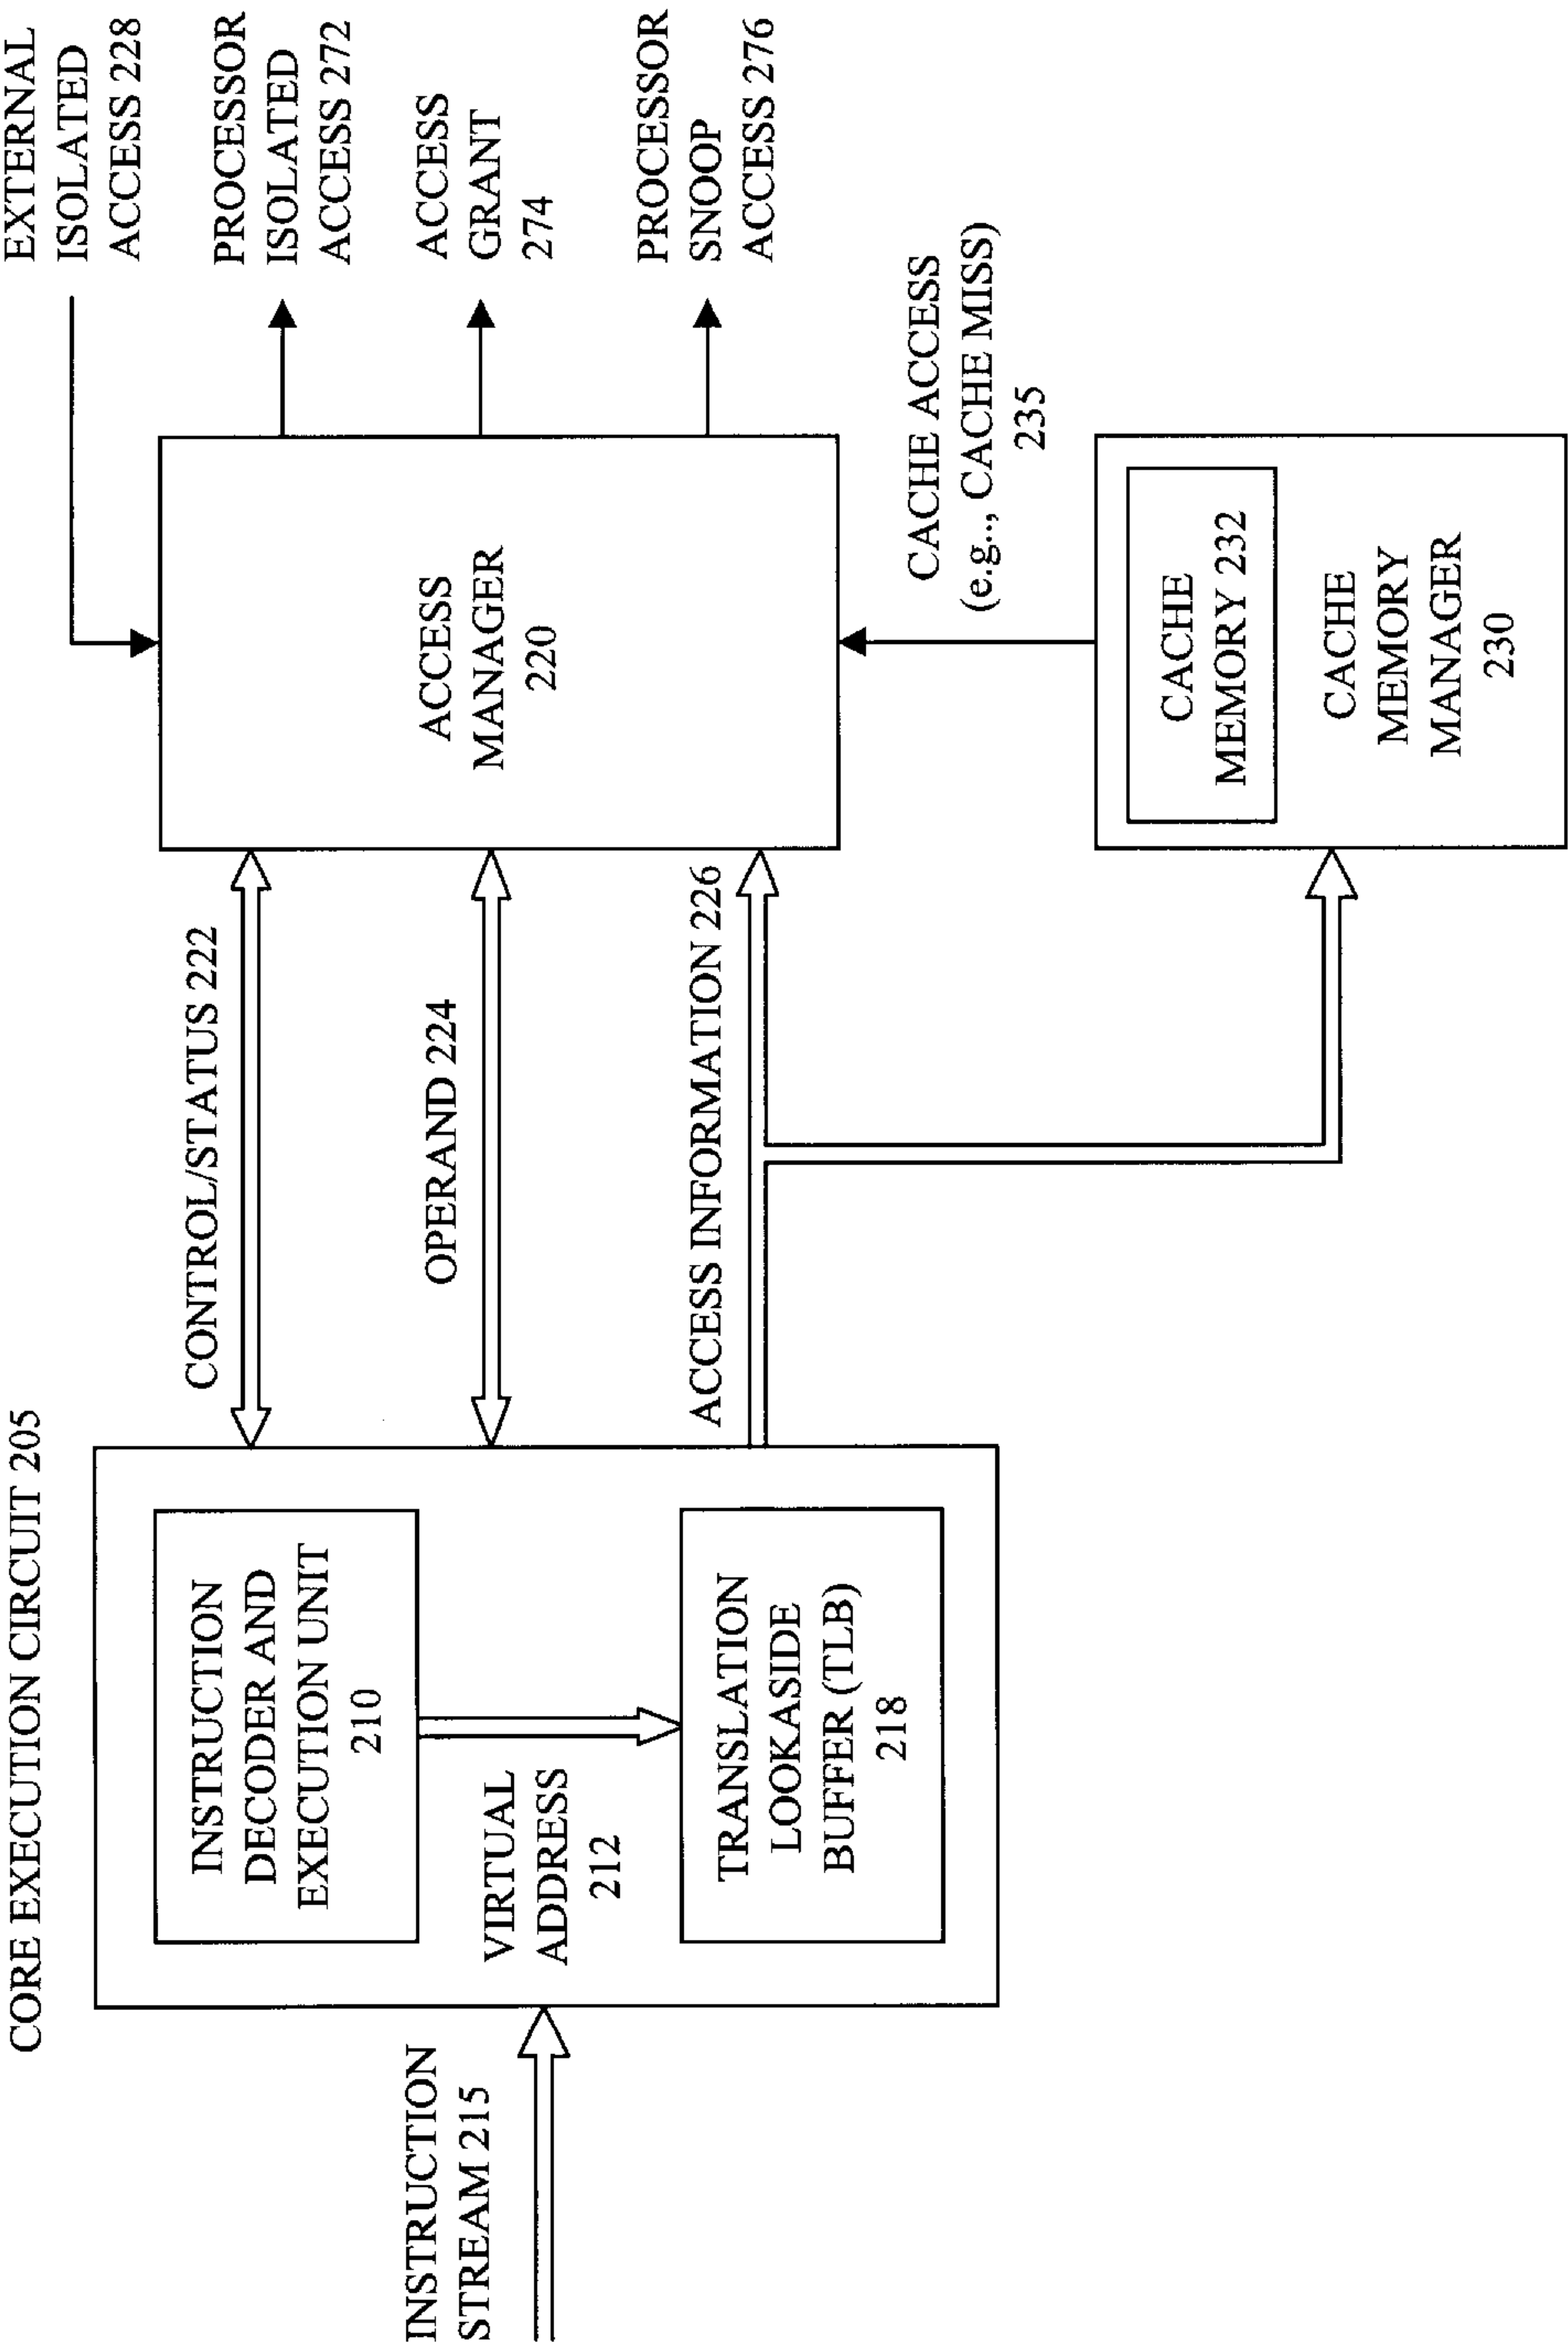 CORE EXECUTION CIRCUIT 205
INSTRUCTION
STREAM 215
INSTRUCTION
DECODER AND
EXECUTION UNIT
210
VIRTUAL
ADDRESS
212
TRANSLATION
LOOKASIDE
BUFFER (TLB)
218
CONTROL/STATUS 222
OPERAND 224
ACCESS INFORMATION 226
ACCESS
MANAGER
220
EXTERNAL
ISOLATED
ACCESS 228
PROCESSOR
ISOLATED
ACCESS 272
ACCESS
GRANT
274
PROCESSOR
SNOOP
ACCESS 276
CACHE ACCESS
(e.g.., CACHE MISS)
235
CACHE
MEMORY 232
CACHE
MEMORY
MANAGER
230